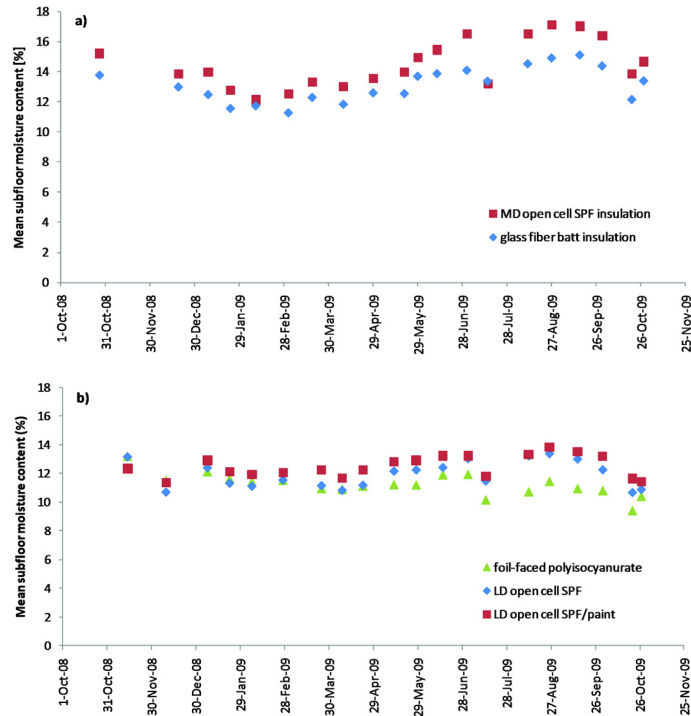 a)
Mean subfloor moisture content [%]
18
16
14
12
10
8
6
4
2
0
MD open cell SPF insulation
glass fiber batt insulation
1-Oct-08
31-Oct-08
30-Nov-08
30-Dec-08
29-Jan-09
28-Feb-09
30-Mar-09
29-Apr-09
29-May-09
28-Jun-09
28-Jul-09
27-Aug-09
26-Sep-09
26-Oct-09
25-Nov-09
b)
Mean subfloor moisture content (%)
18
16
14
12
10
8
6
4
2
0
foil-faced polyisocyanurate
LD open cell SPF
LD open cell SPF/paint
1-Oct-08
31-Oct-08
30-Nov-08
30-Dec-08
29-Jan-09
28-Feb-09
30-Mar-09
29-Apr-09
29-May-09
28-Jun-09
28-Jul-09
27-Aug-09
26-Sep-09
26-Oct-09
25-Nov-09